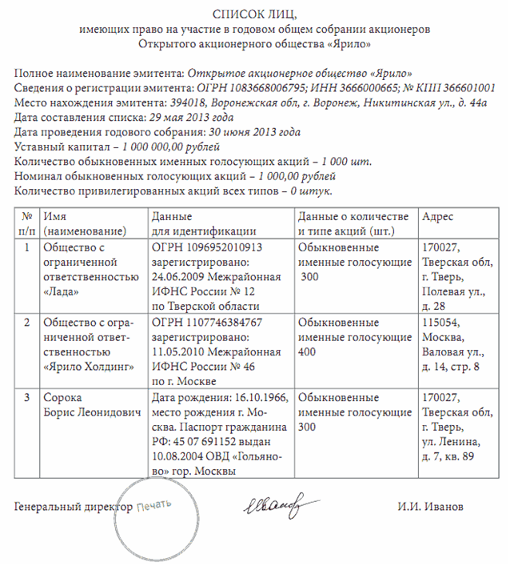 СПИСОК ЛИЦ,
имеющих право на участие в годовом общем собрании акционеров
Открытого акционерного общества «Ярило»
Полное наименование эмитента: Открытое акционерное общество «Ярило»
Сведения о регистрации эмитента: ОГРН 1083668006795; ИНН 3666000665; № КПП 366601001
Место нахождения эмитента: 394018, Воронежская обл, г. Воронеж, Никитинская ул., д. 44а
Дата составления списка: 29 мая 2013 года
Дата проведения годового собрания: 30 июня 2013 года
Уставный капитал – 1 000 000,00 рублей
Количество обыкновенных именных голосующих акций – 1 000 шт.
Номинал обыкновенных голосующих акций – 1 000,00 рублей
Количество привилегированных акций всех типов – 0 штук.
№ п/п
Имя
(наименование)
Данные
для идентификации
Данные о количестве
и типе акций (шт.)
Адрес
1
Общество с
ограниченной
ответственностью
«Лада»
ОГРН 1096952010913
зарегистрировано:
24.06.2009 Межрайонная
ИФНС России № 12
по Тверской области
Обыкновенные
именные голосующие
300
170027,
Тверская обл,
г. Тверь,
Полевая ул.,
д. 28
2
Общество с огра-
ниченной ответ-
ственностью
«Ярило Холдинг»
ОГРН 1107746384767
зарегистрировано:
11.05.2010 Межрайонная
ИФНС России № 46
по г. Москве
Обыкновенные
именные голосующие
400
115054,
Москва,
Валовая ул.,
д. 14, стр. 8
3
Сорока
Борис Леонидович
Дата рождения: 16.10.1966,
место рождения г. Мо-
сква. Паспорт гражданина
РФ: 45 07 691152 выдан
10.08.2004 ОВД «Гольяно-
во» гор. Москвы
Обыкновенные
именные голосующие
300
170027,
Тверская обл,
г. Тверь,
ул. Ленина,
д. 7, кв. 89
Генеральный директор
Печать
Иванов
И.И. Иванов